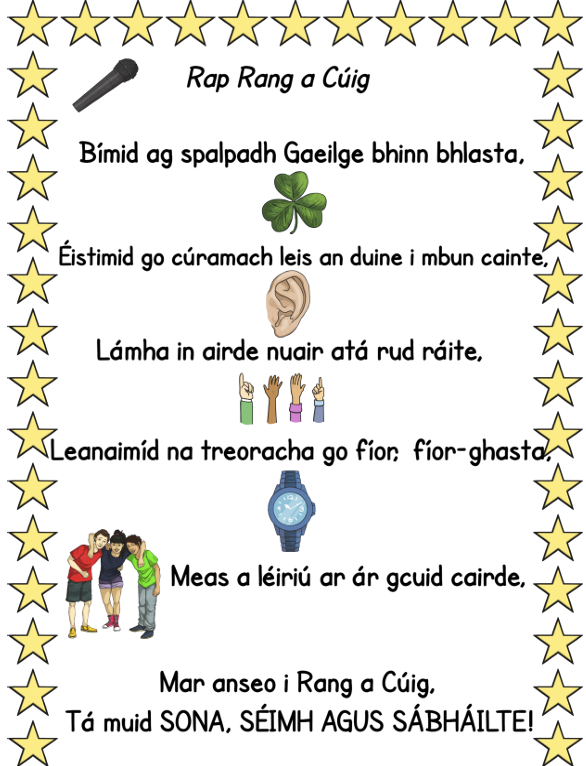 Rap Rang a Cúig
Bímid ag spalpadh Gaeilge bhinn bhlasta,
Éistimid go cúramach leis an duine i mbun cainte,
Lámha in airde nuair atá rud ráite,
Leanaimíd na treoracha go fíor, fíor-ghasta,
Meas a léiriú ar ár gcuid cairde,
Mar anseo i Rang a Cúig,
Tá muid SONA, SÉIMH AGUS SÁBHÁILTE!